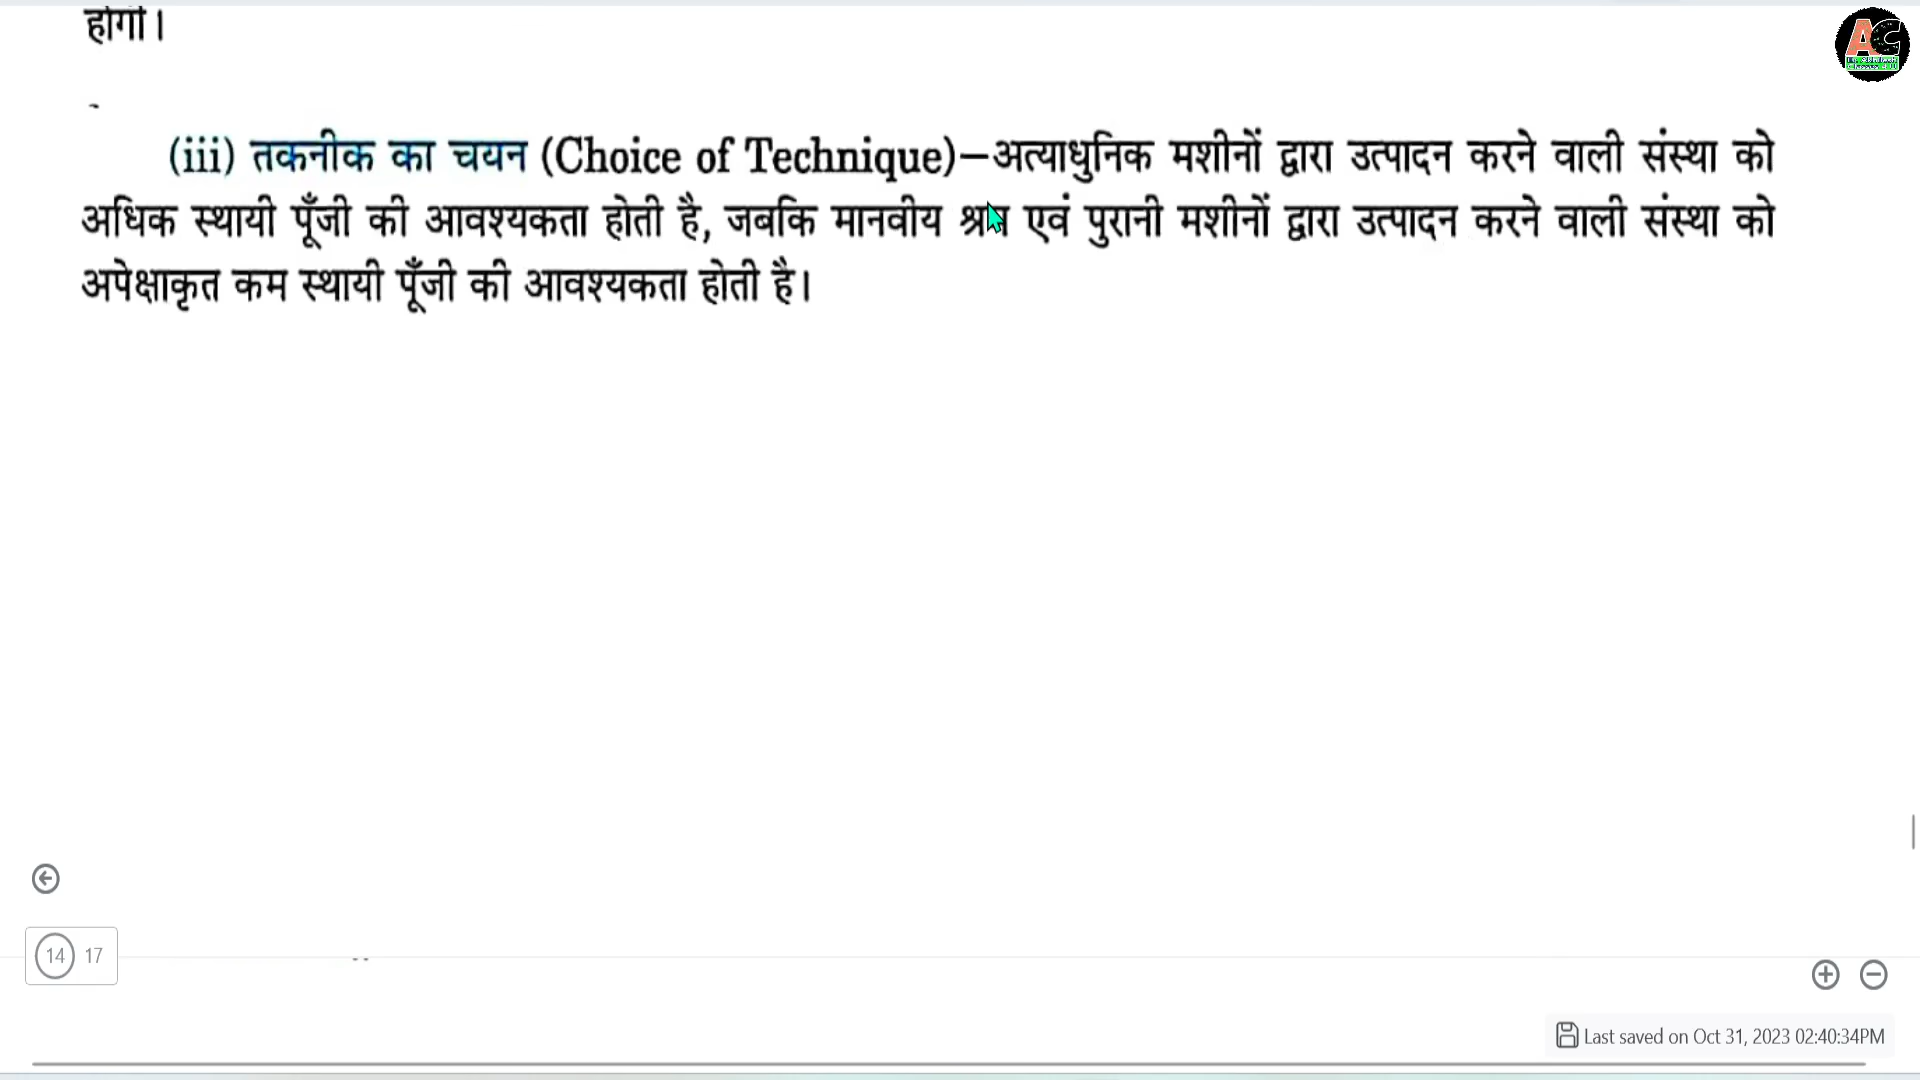 होगी।
(iii) तकनीक का चयन (Choice of Technique)—अत्याधुनिक मशीनों द्वारा उत्पादन करने वाली संस्था को
अधिक स्थायी पूँजी की आवश्यकता होती है, जबकि मानवीय श्रम एवं पुरानी मशीनों द्वारा उत्पादन करने वाली संस्था को
अपेक्षाकृत कम स्थायी पूँजी की आवश्यकता होती है।
14 17
Last saved on Oct 31, 2023 02:40:34PM
AC